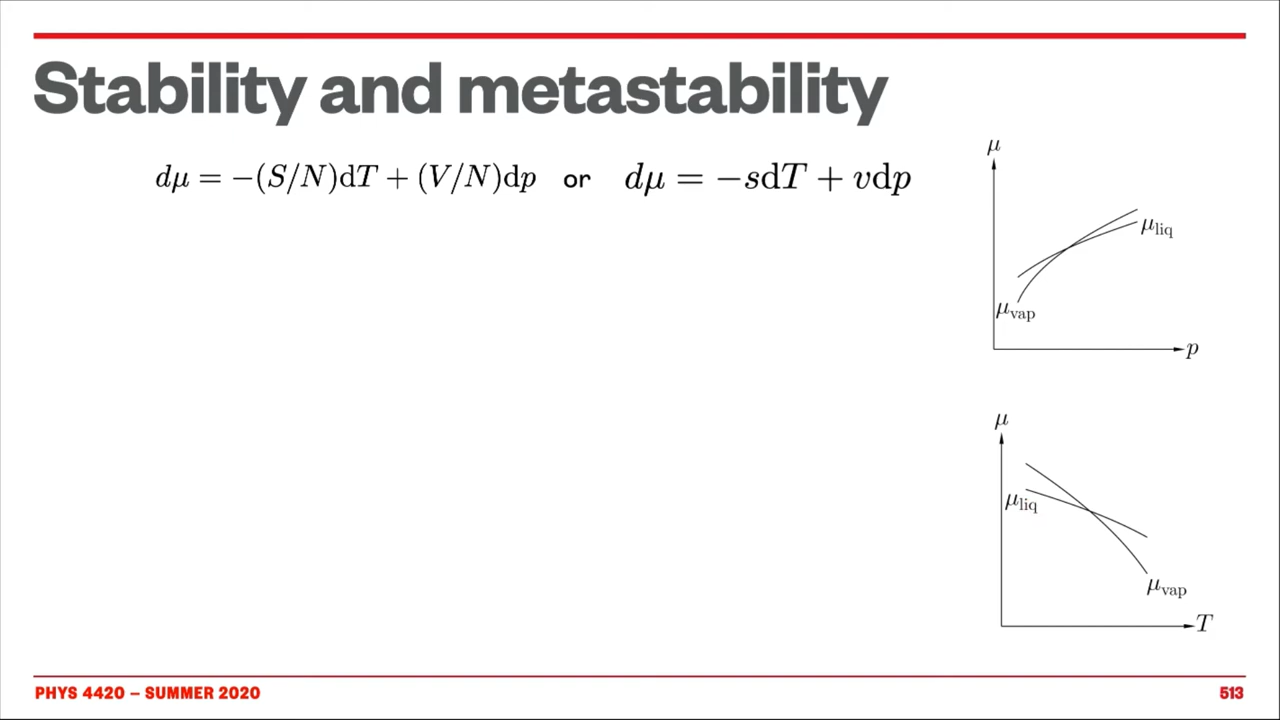 Stability and metastability
dμ = −(S/N)dT + (V/N)dp or dμ = −sdT + vdp
μ
μliq
μvap
p
μ
μliq
μvap
T
PHYS 4420 – SUMMER 2020
513